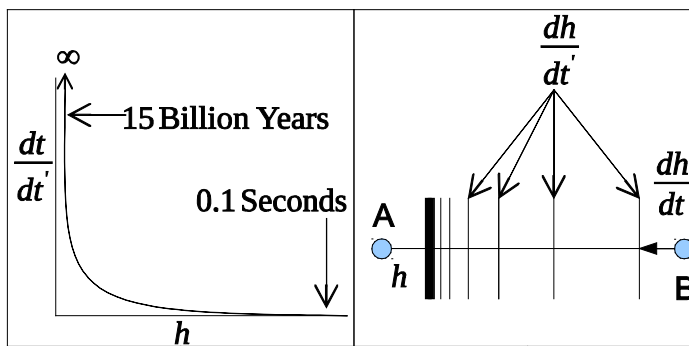 ∞
15 Billion Years
dt
dt'
0.1 Seconds
h
dh
dt'
dh
dt
A
h
B